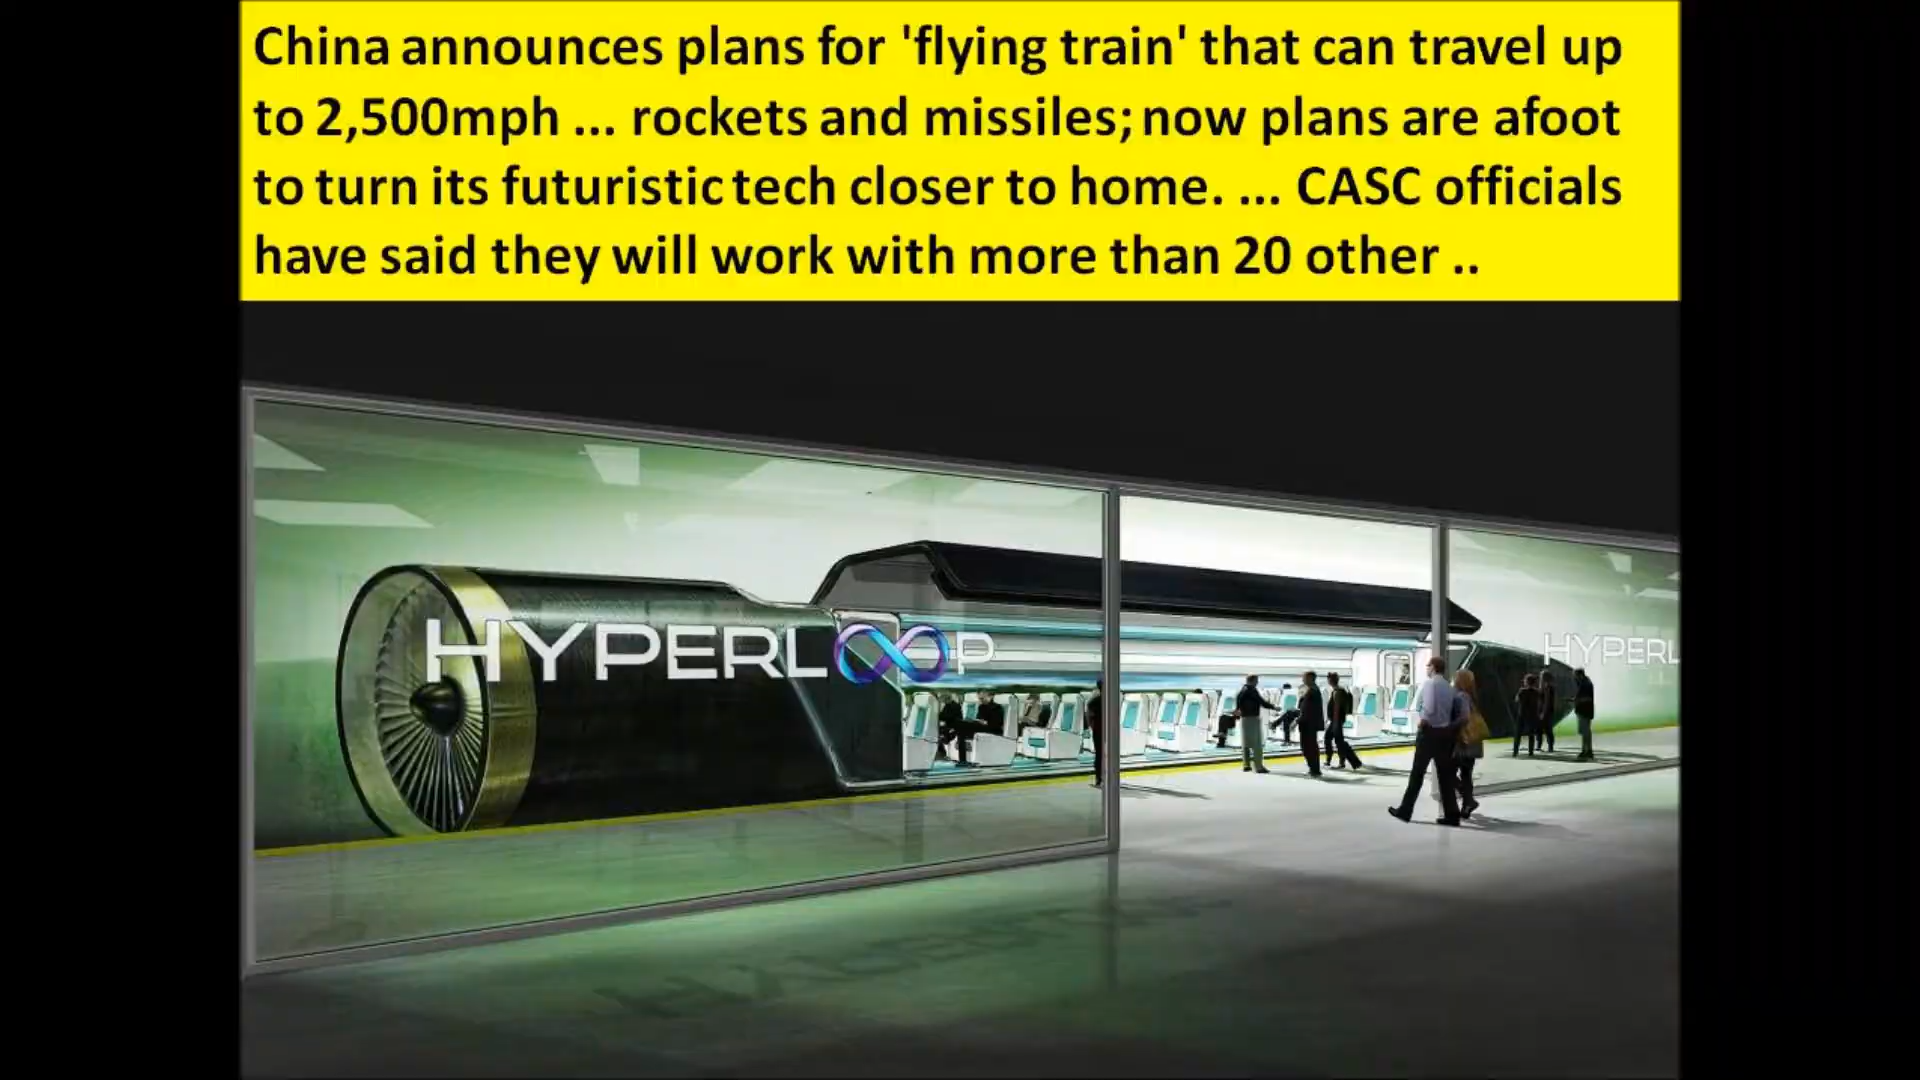 China announces plans for 'flying train' that can travel up
to 2,500mph ... rockets and missiles; now plans are afoot
to turn its futuristic tech closer to home. ... CASC officials
have said they will work with more than 20 other ..
HYPERLOOP
HYPERL